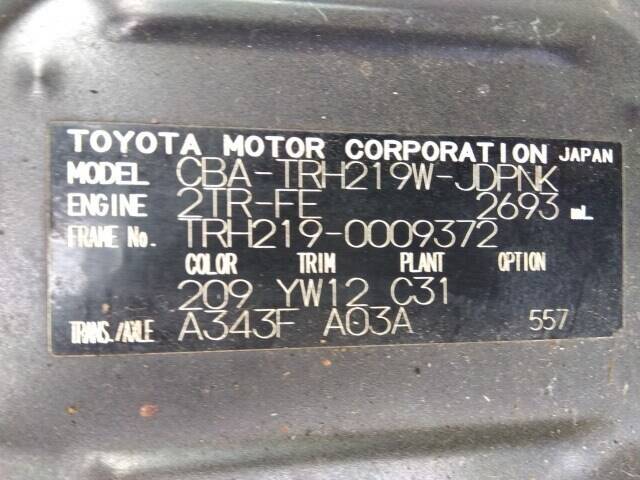 TOYOTA MOTOR CORPORATION JAPAN
MODEL CBA-TRH219W-JDPNK
ENGINE 2TR-FE 2693 mL
FRAME No. TRH219-0009372
COLOR TRIM PLANT OPTION
209 YW12 C31
TRANS./AXLE A343F A03A 557